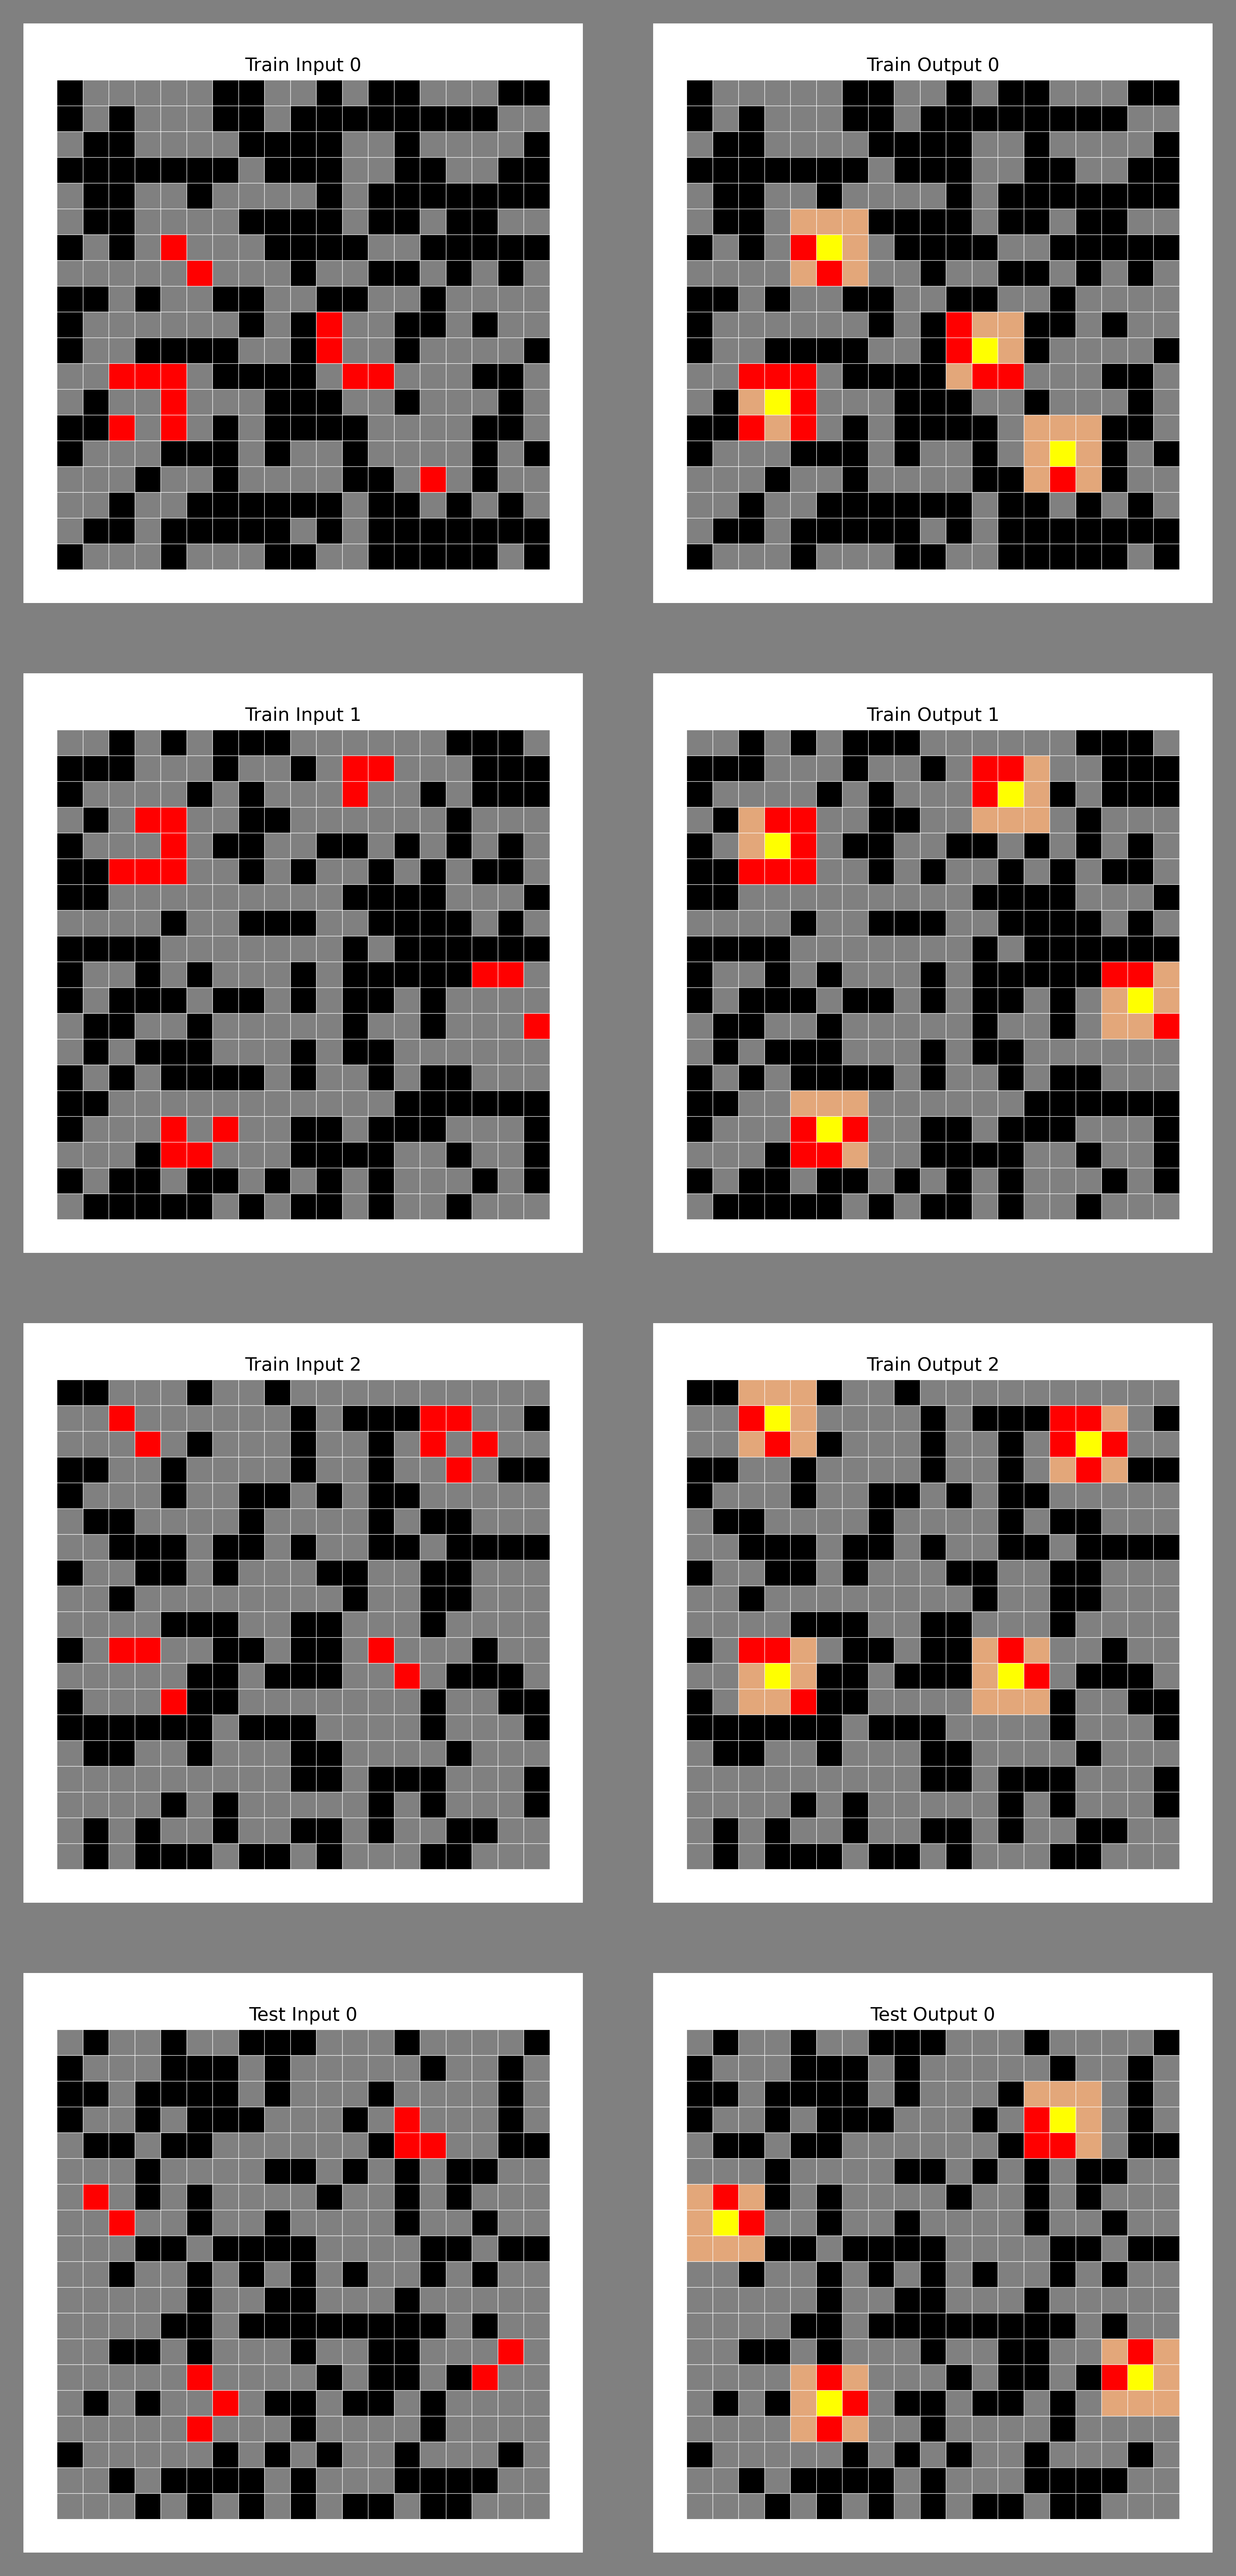 Train Input 0
Train Output 0
Train Input 1
Train Output 1
Train Input 2
Train Output 2
Test Input 0
Test Output 0